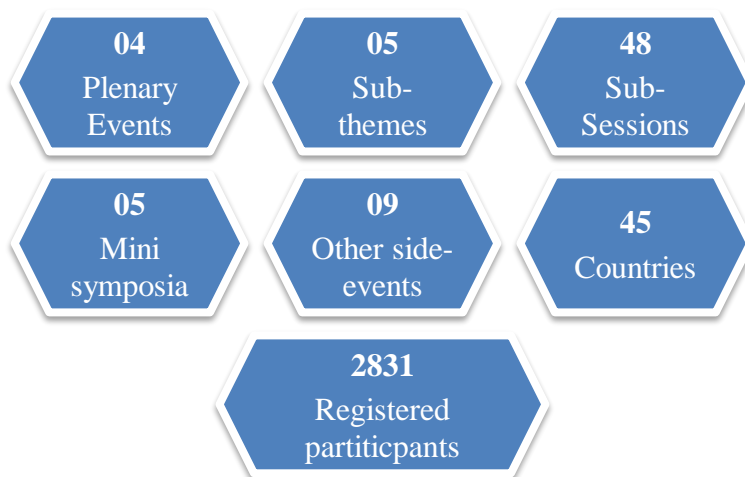 04
Plenary
Events
05
Sub-
themes
48
Sub-
Sessions
05
Mini
symposia
09
Other side-
events
45
Countries
2831
Registered
partiticpants